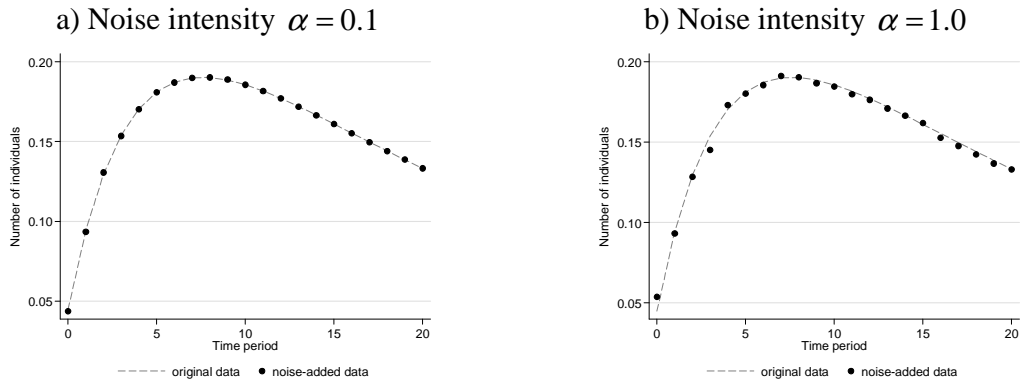 a) Noise intensity α = 0.1
0.20
0.15
0.10
0.05
Number of individuals
0 5 10 15 20
Time period
original data noise-added data
b) Noise intensity α = 1.0
0.20
0.15
0.10
0.05
Number of individuals
0 5 10 15 20
Time period
original data noise-added data